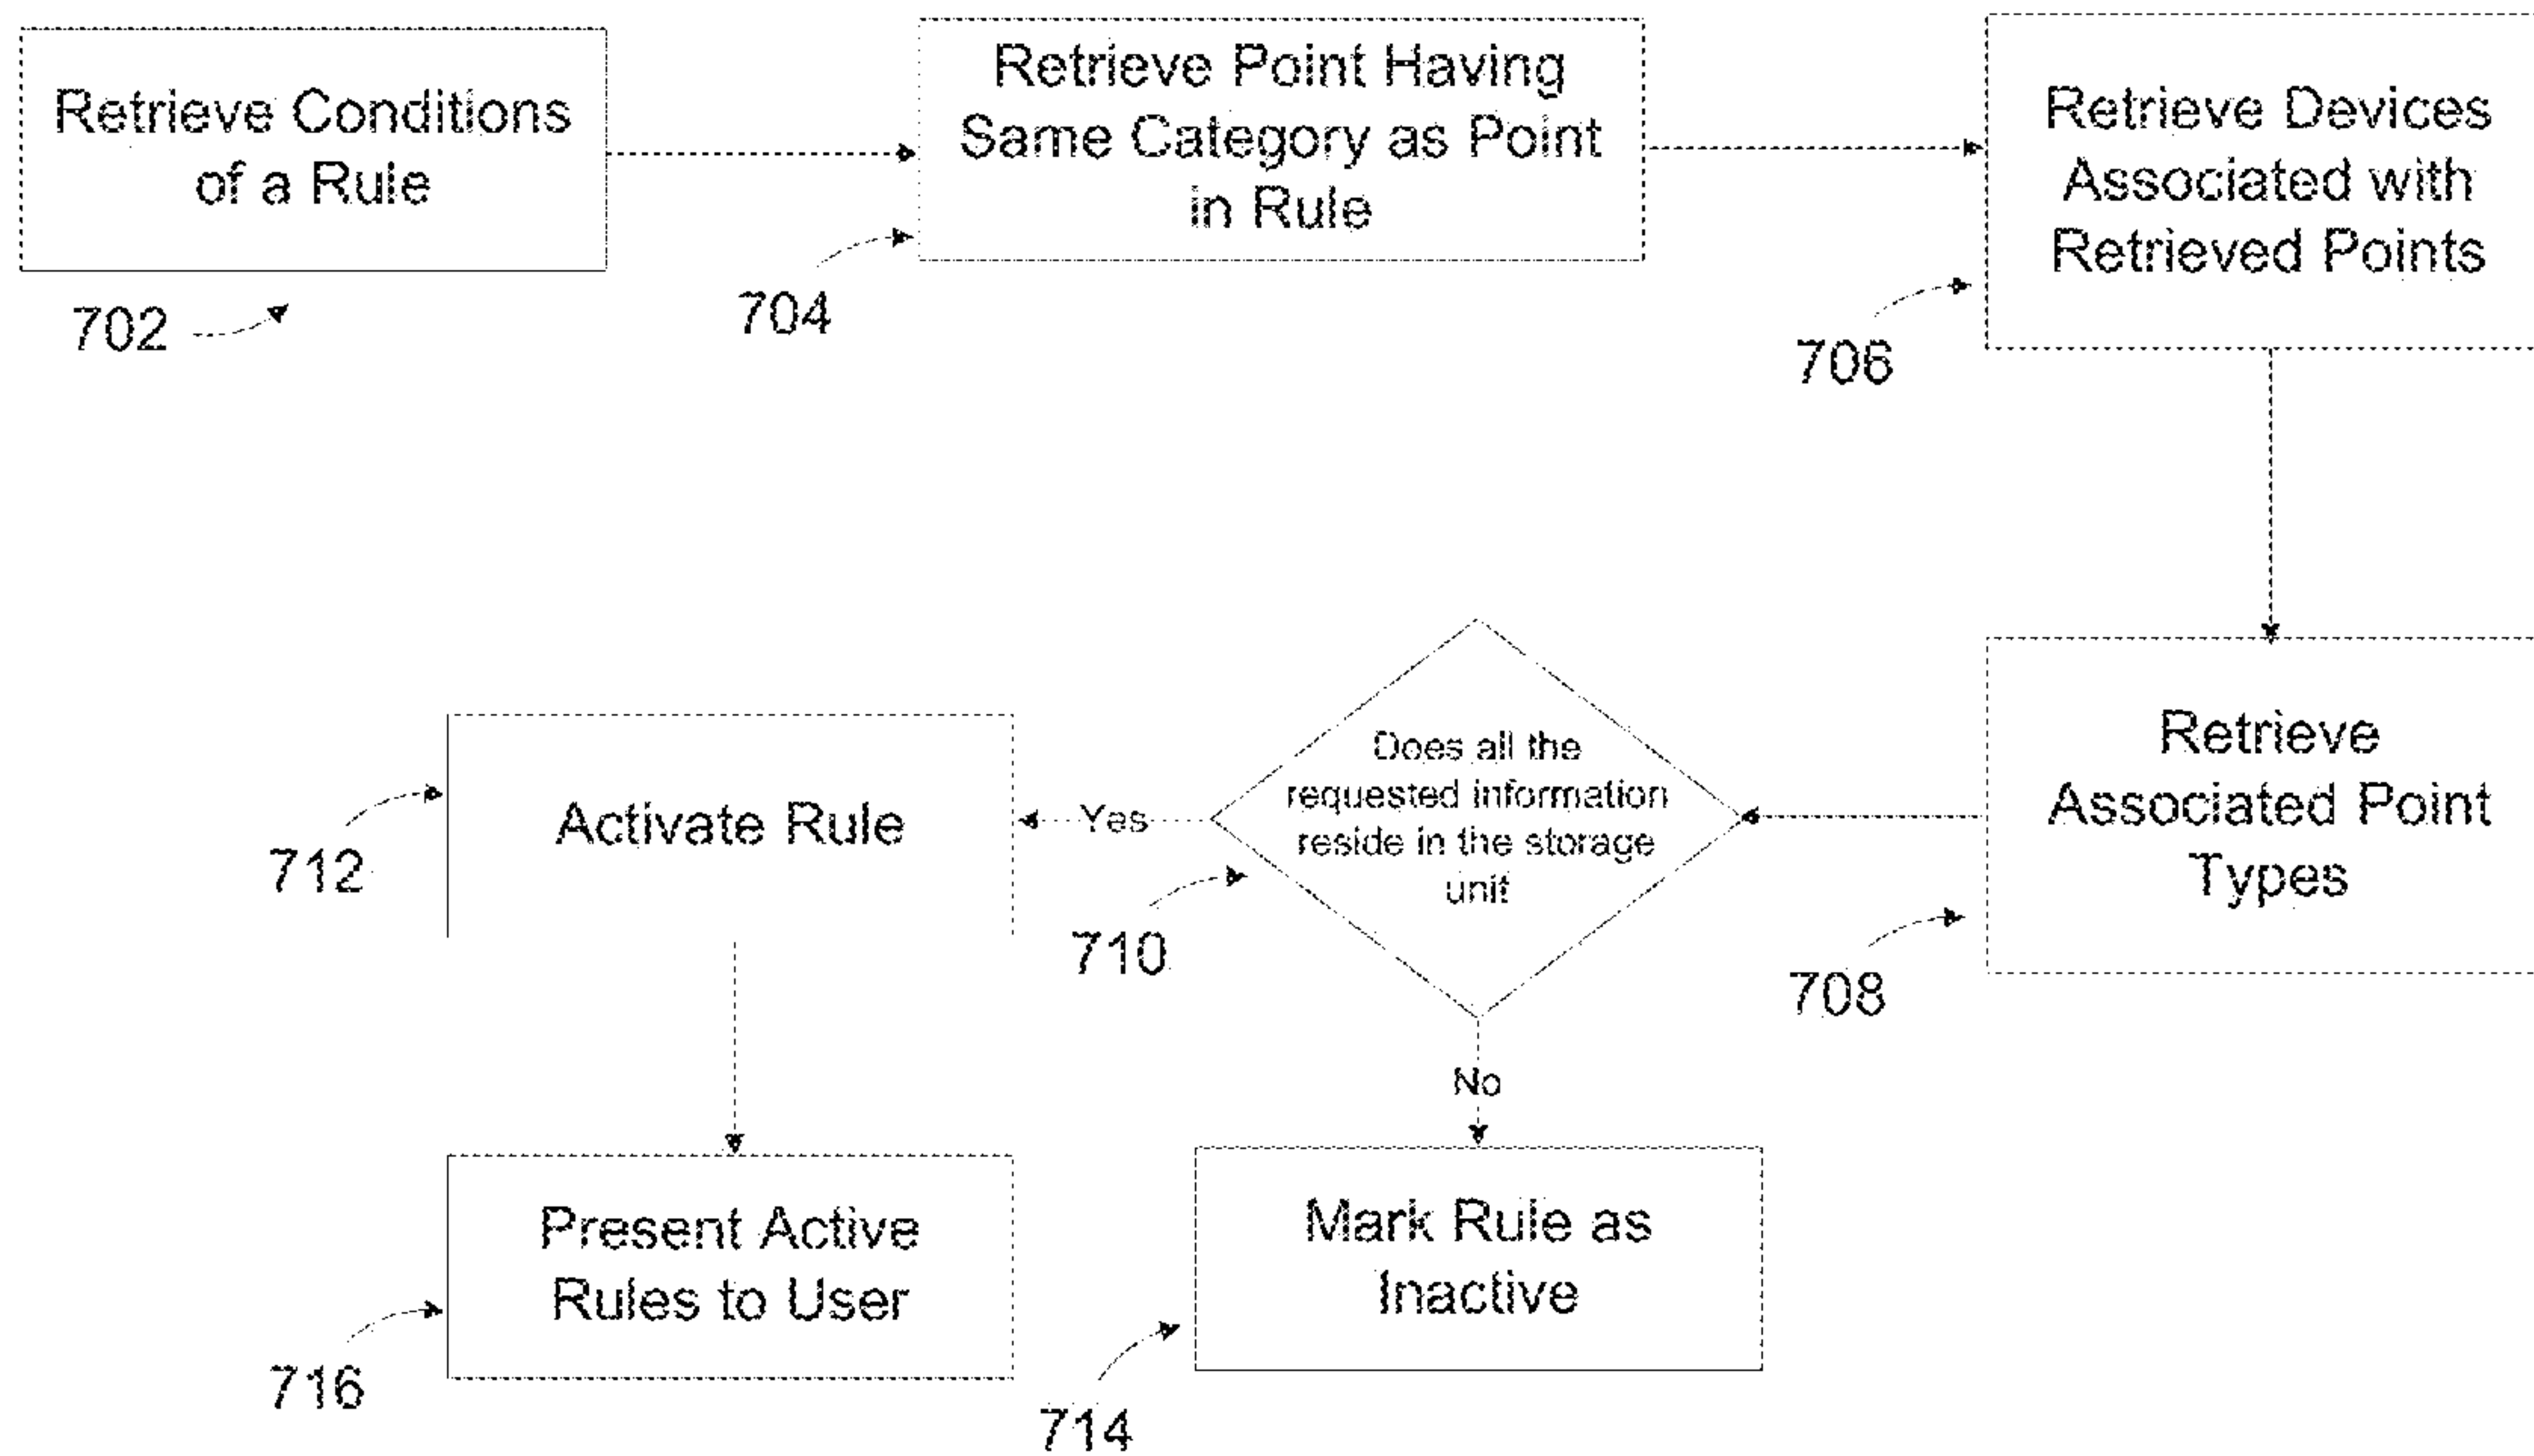 Retrieve Conditions
of a Rule
702
Retrieve Point Having
Same Category as Point
in Rule
704
Retrieve Devices
Associated with
Retrieved Points
706
Retrieve
Associated Point
Types
708
Does all the
requested information
reside in the storage
unit
710
Yes
No
Activate Rule
712
Mark Rule as
Inactive
714
Present Active
Rules to User
716